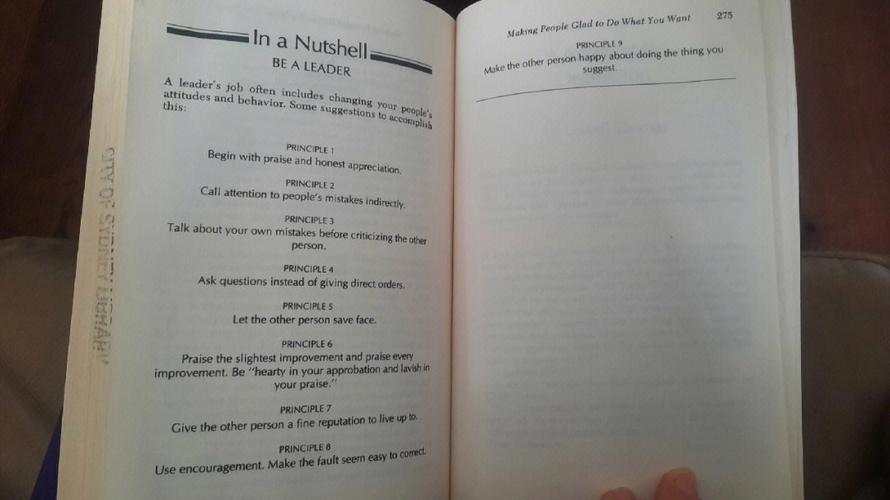 In a Nutshell
BE A LEADER
A leader's job often includes changing your people's
attitudes and behavior. Some suggestions to accomplish
this:
PRINCIPLE 1
Begin with praise and honest appreciation.
PRINCIPLE 2
Call attention to people's mistakes indirectly.
PRINCIPLE 3
Talk about your own mistakes before criticizing the other
person.
PRINCIPLE 4
Ask questions instead of giving direct orders.
PRINCIPLE 5
Let the other person save face.
PRINCIPLE 6
Praise the slightest improvement and praise every
improvement. Be "hearty in your approbation and lavish in
your praise."
PRINCIPLE 7
Give the other person a fine reputation to live up to.
PRINCIPLE 8
Use encouragement. Make the fault seem easy to correct.
Making People Glad to Do What You Want 275
PRINCIPLE 9
Make the other person happy about doing the thing you
suggest.
CITY OF SYDNEY LIBRARY